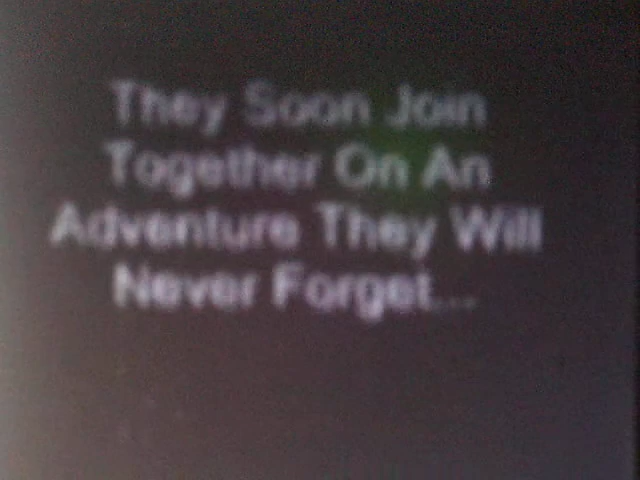 They Soon Join
Together On An
Adventure They Will
Never Forget...